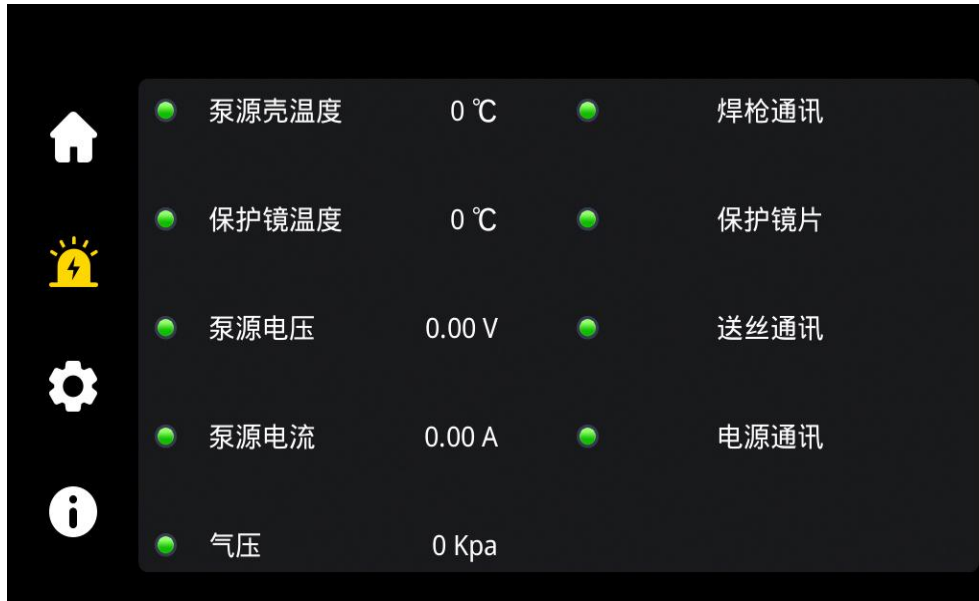 泵源壳温度 0 ℃ 焊枪通讯
保护镜温度 0 ℃ 保护镜片
泵源电压 0.00 V 送丝通讯
泵源电流 0.00 A 电源通讯
气压 0 Kpa